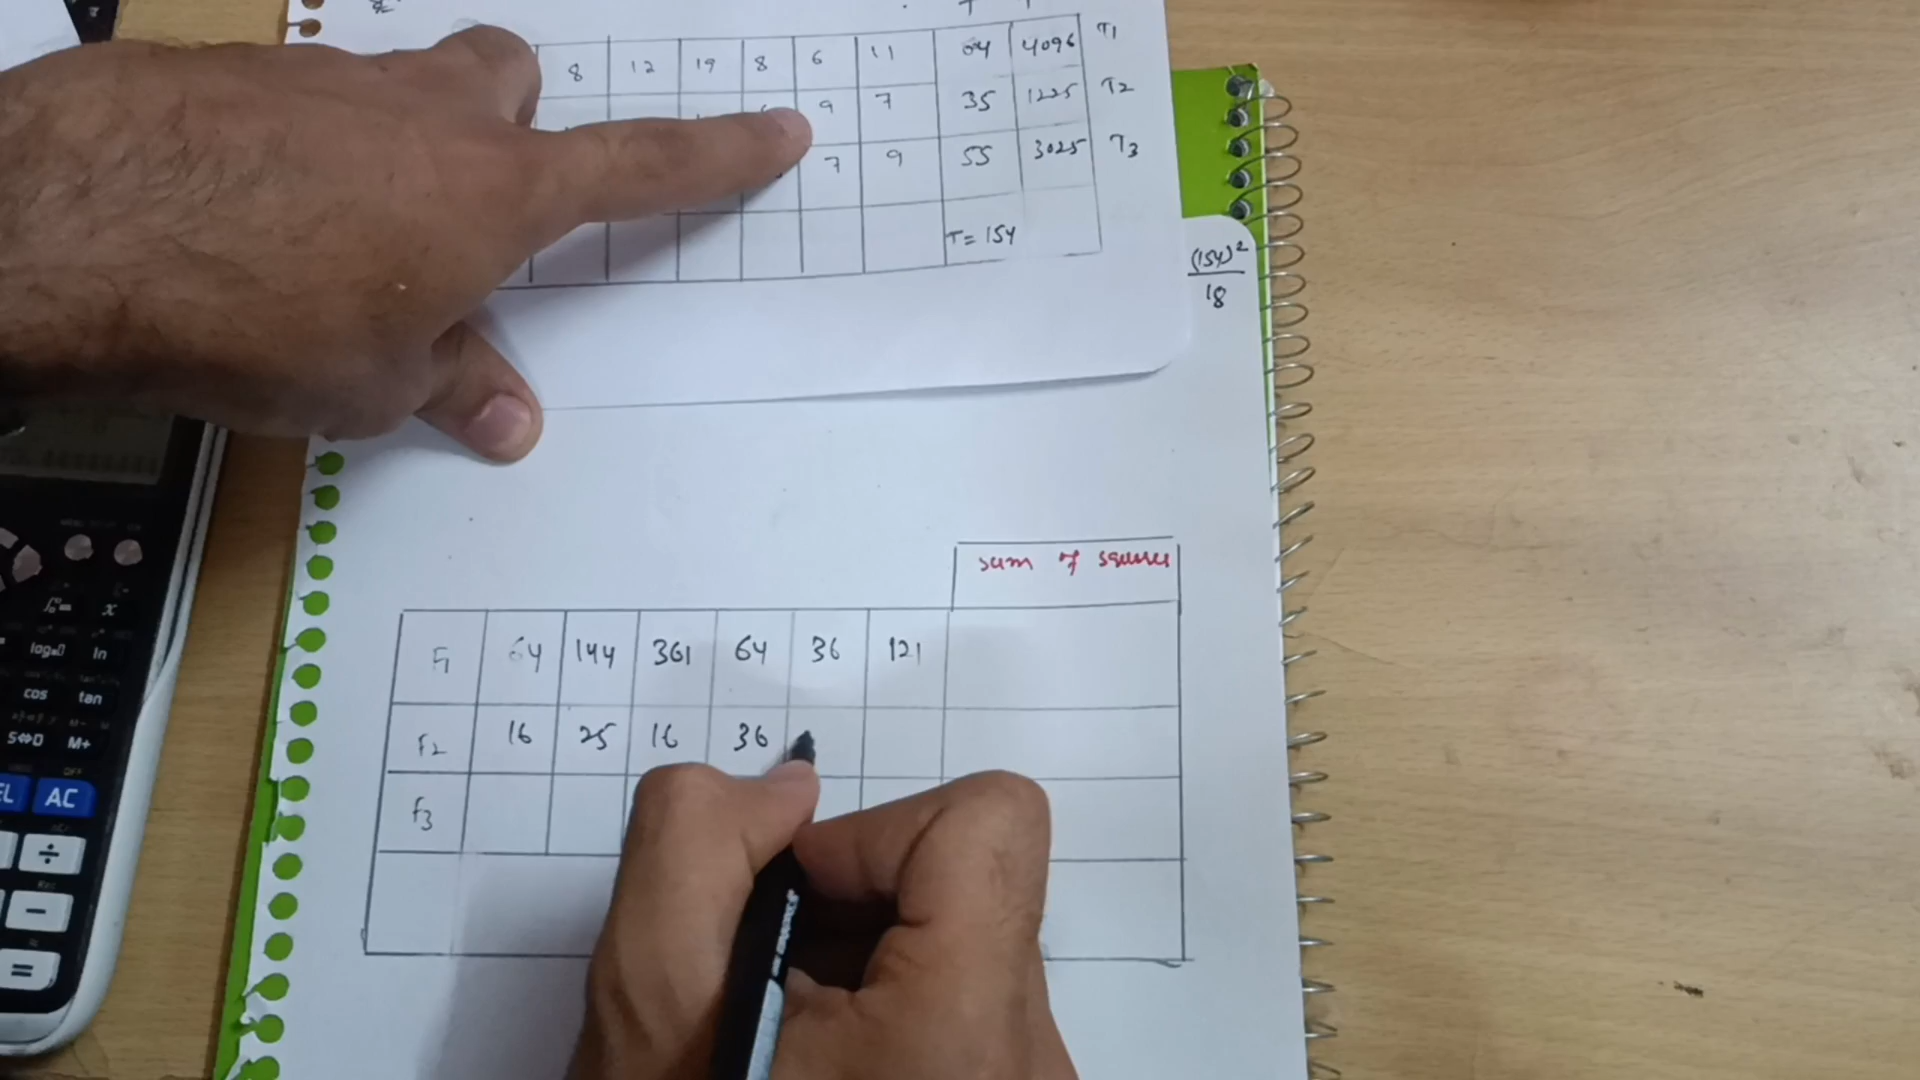 8 12 19 8 6 11 64 4096 T1
9 7 35 1225 T2
7 9 55 3025 T3
T = 154
(154)²
18
sum of squares
F1 64 144 361 64 36 121
F2 16 25 16 36
F3
x
log▫▯ ln
cos tan
S⇔D M+
AC
÷
−
=